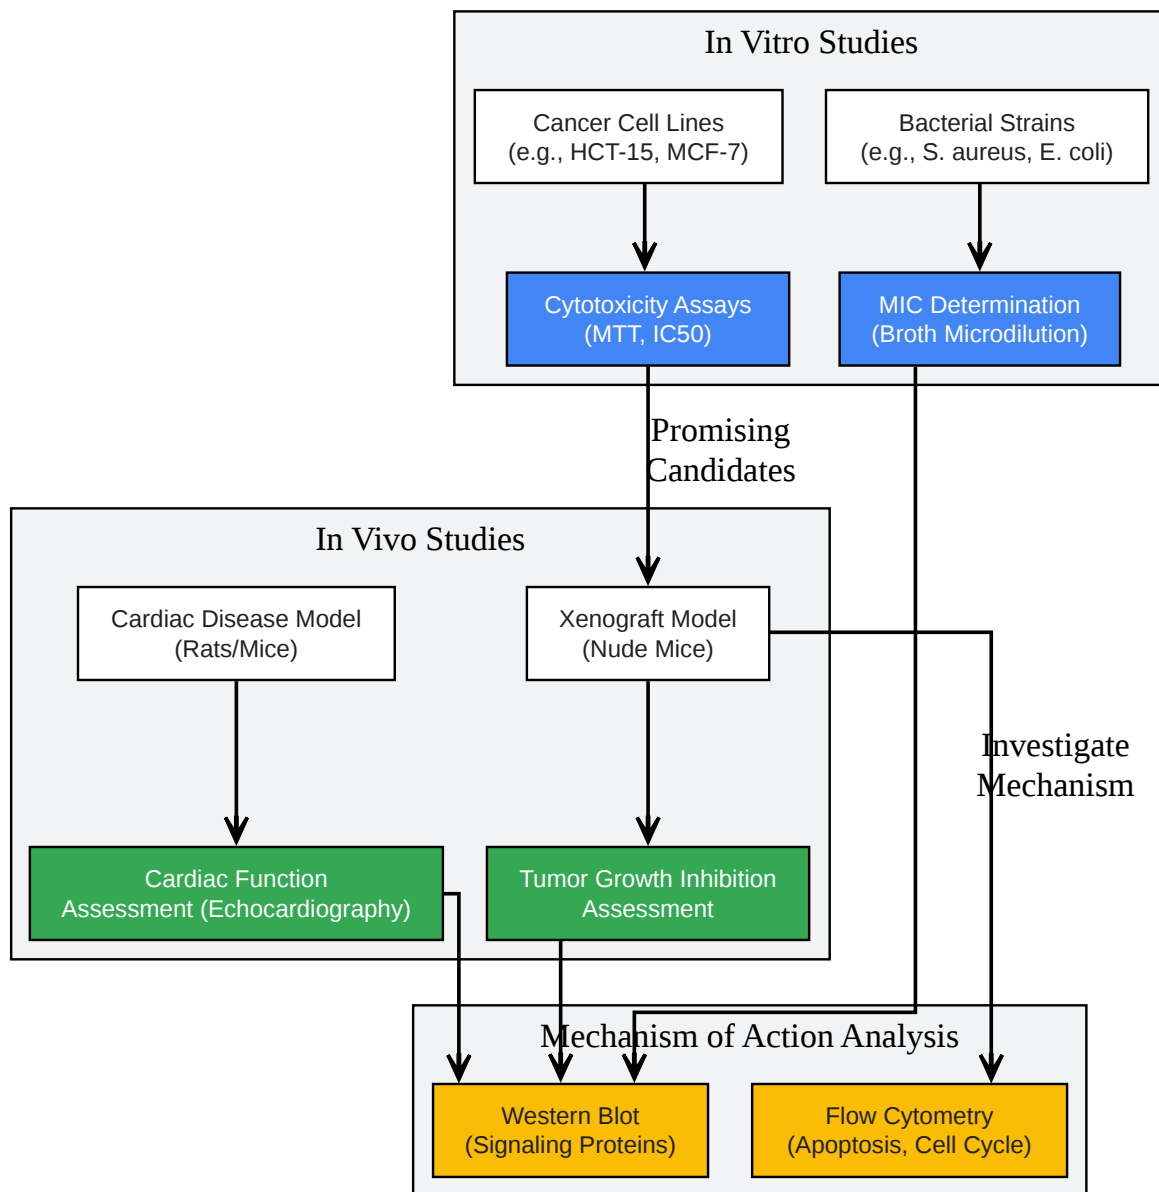 In Vitro Studies
Cancer Cell Lines
(e.g., HCT-15, MCF-7)
Bacterial Strains
(e.g., S. aureus, E. coli)
Cytotoxicity Assays
(MTT, IC50)
MIC Determination
(Broth Microdilution)
Promising
Candidates
In Vivo Studies
Cardiac Disease Model
(Rats/Mice)
Xenograft Model
(Nude Mice)
Investigate
Mechanism
Cardiac Function
Assessment (Echocardiography)
Tumor Growth Inhibition
Assessment
Mechanism of Action Analysis
Western Blot
(Signaling Proteins)
Flow Cytometry
(Apoptosis, Cell Cycle)